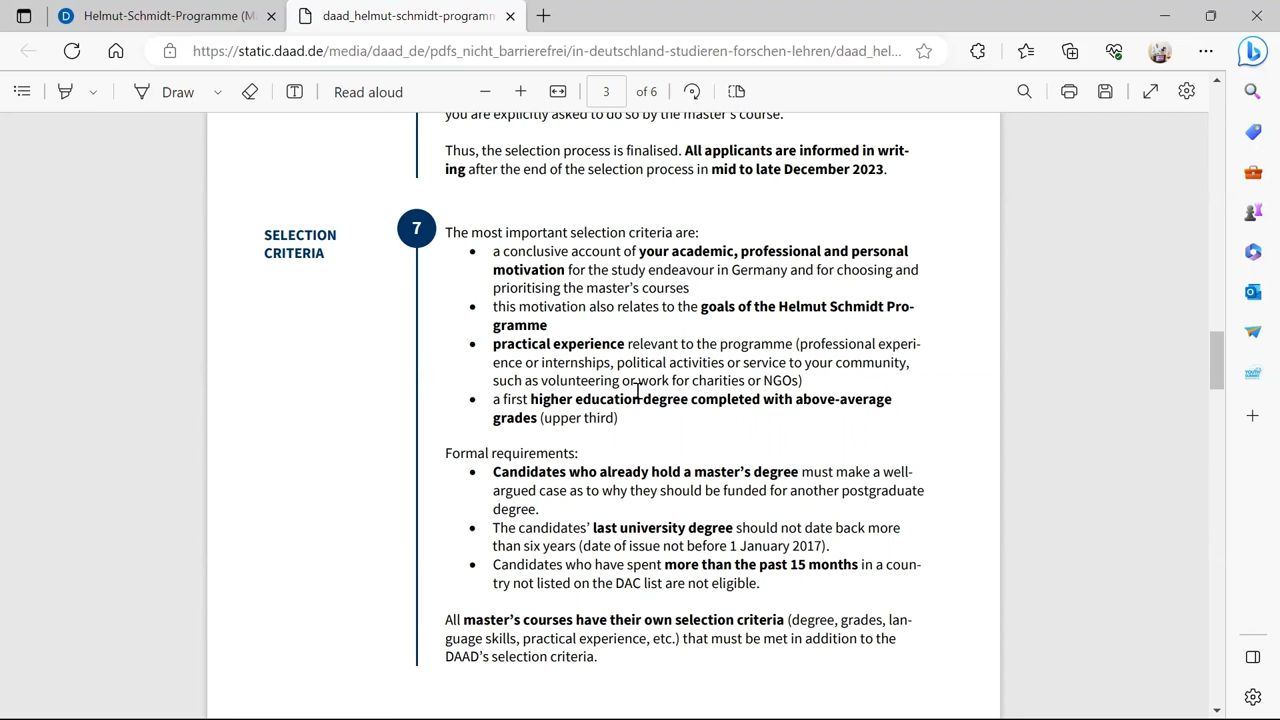 Helmut-Schmidt-Programme (M
daad_helmut-schmidt-programm
https://static.daad.de/media/daad_de/pdfs_nicht_barrierefrei/in-deutschland-studieren-forschen-lehren/daad_hel...
Draw
Read aloud
3
of 6
you are explicitly asked to do so by the master's course.
Thus, the selection process is finalised. All applicants are informed in writ-
ing after the end of the selection process in mid to late December 2023.
SELECTION
CRITERIA
7
The most important selection criteria are:
• a conclusive account of your academic, professional and personal
motivation for the study endeavour in Germany and for choosing and
prioritising the master's courses
• this motivation also relates to the goals of the Helmut Schmidt Pro-
gramme
• practical experience relevant to the programme (professional experi-
ence or internships, political activities or service to your community,
such as volunteering or work for charities or NGOs)
• a first higher education degree completed with above-average
grades (upper third)
Formal requirements:
• Candidates who already hold a master's degree must make a well-
argued case as to why they should be funded for another postgraduate
degree.
• The candidates' last university degree should not date back more
than six years (date of issue not before 1 January 2017).
• Candidates who have spent more than the past 15 months in a coun-
try not listed on the DAC list are not eligible.
All master's courses have their own selection criteria (degree, grades, lan-
guage skills, practical experience, etc.) that must be met in addition to the
DAAD's selection criteria.